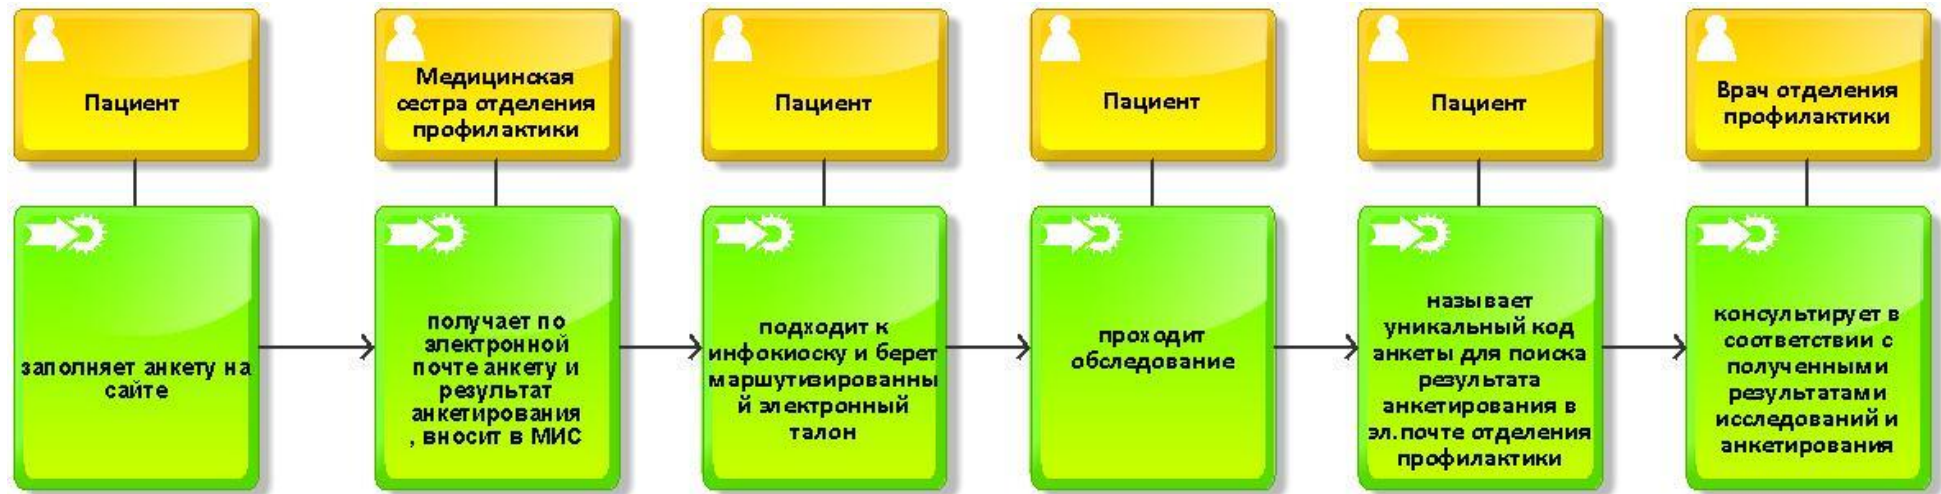 Пациент
Медицинская
сестра отделения
профилактики
Пациент
Пациент
Пациент
Врач отделения
профилактики
заполняет анкету на
сайте
получает по
электронной
почте анкету и
результат
анкетирования
, вносит в МИС
подходит к
инфокиоску и берет
маршутизированны
й электронный
талон
проходит
обследование
называет
уникальный код
анкеты для поиска
результата
анкетирования в
эл.почте отделения
профилактики
консультирует в
соответствии с
полученными
результатами
исследований и
анкетирования